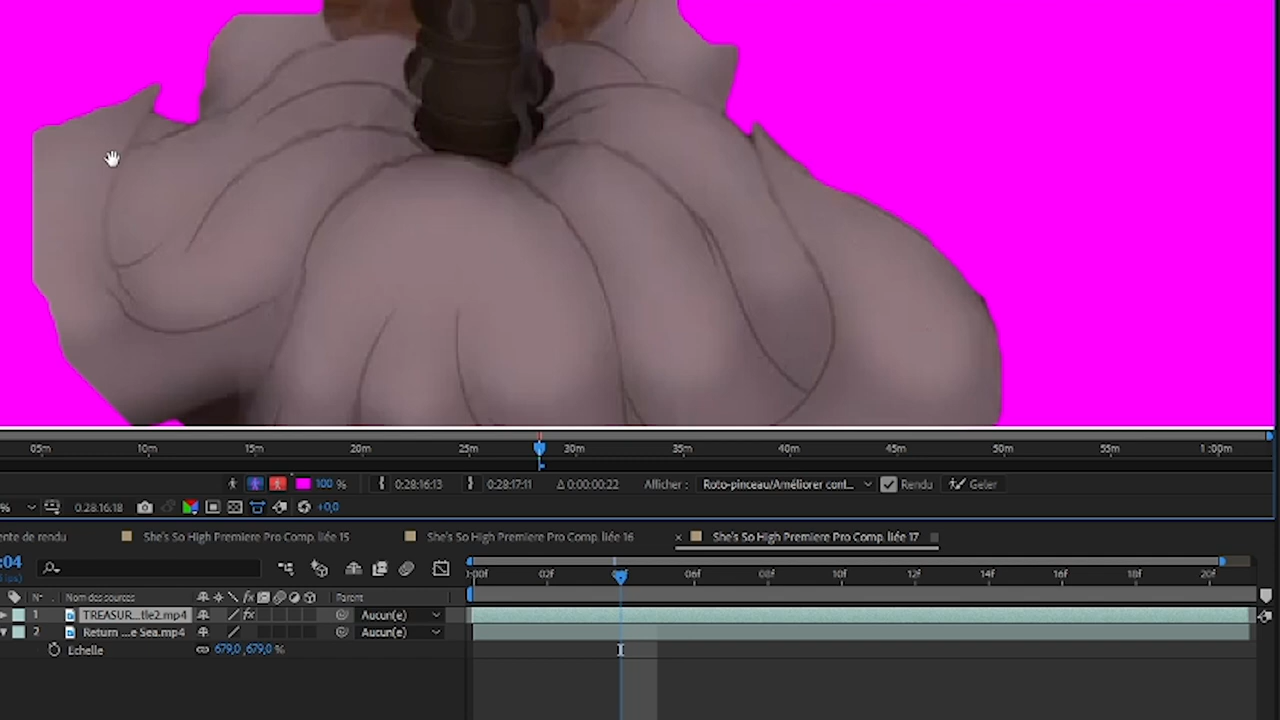 05m 10m 15m 20m 25m 30m 35m 40m 45m 50m 55m 1:00m
100 % 0:28:16:13 0:28:17:11 Δ 0:00:00:22 Afficher : Roto-pinceau/Améliorer cont... Rendu Geler
% 0:28:16:18 +0,0
ente de rendu She's So High Premiere Pro Comp. liée 15 She's So High Premiere Pro Comp. liée 16 × She's So High Premiere Pro Comp. liée 17
:04
:00f 02f 04f 06f 08f 10f 12f 14f 16f 18f 20f
N° Nom des sources fx Parent
1 TREASUR...tle2.mp4 fx Aucun(e)
2 Return ...e Sea.mp4 Aucun(e)
Echelle 679,0 ,679,0 %